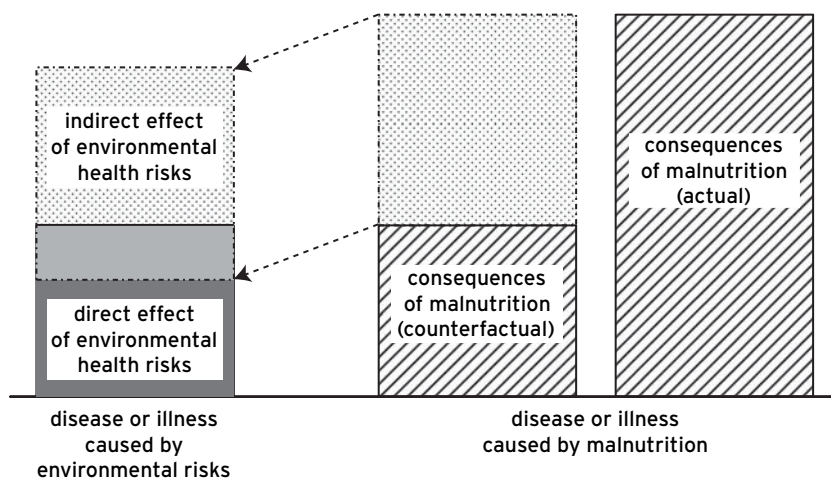 indirect effect
of environmental
health risks
direct effect
of environmental
health risks
consequences
of malnutrition
(counterfactual)
consequences
of malnutrition
(actual)
disease or illness
caused by
environmental risks
disease or illness
caused by malnutrition